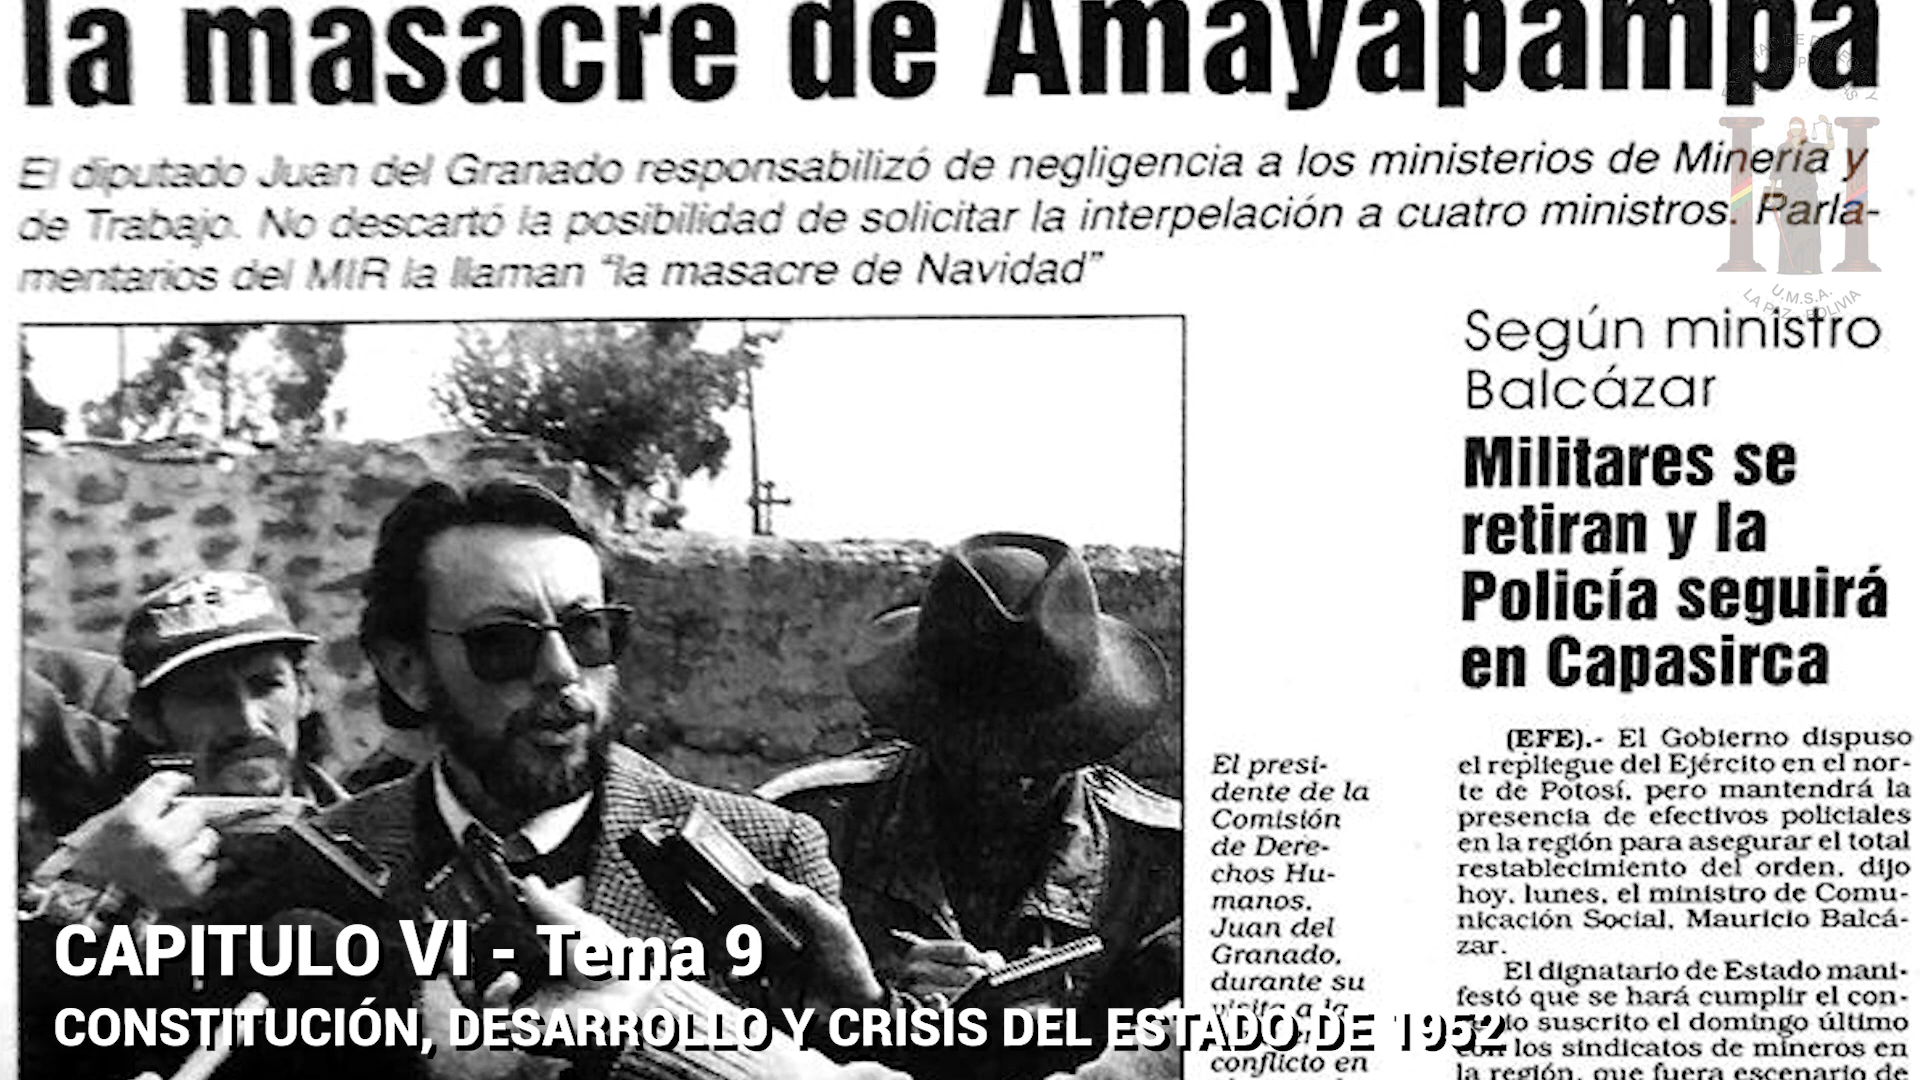 la masacre de Amayapampa
El diputado Juan del Granado responsabilizó de negligencia a los ministerios de Minería y
de Trabajo. No descartó la posibilidad de solicitar la interpelación a cuatro ministros. Parla-
mentarios del MIR la llaman “la masacre de Navidad”
U.M.S.A.
LA PAZ - BOLIVIA
Según ministro
Balcázar
Militares se
retiran y la
Policía seguirá
en Capasirca
El presi-
dente de la
Comisión
de Dere-
chos Hu-
manos,
Juan del
Granado,
durante su
visita a la
conflicto en
(EFE).- El Gobierno dispuso
el repliegue del Ejército en el nor-
te de Potosí, pero mantendrá la
presencia de efectivos policiales
en la región para asegurar el total
restablecimiento del orden, dijo
hoy, lunes, el ministro de Comu-
nicación Social, Mauricio Balcá-
zar.
El dignatario de Estado mani-
festó que se hará cumplir el con-
suscrito el domingo último
con los sindicatos de mineros en
la región, que fuera escenario de
CAPITULO VI - Tema 9
CONSTITUCIÓN, DESARROLLO Y CRISIS DEL ESTADO DE 1952